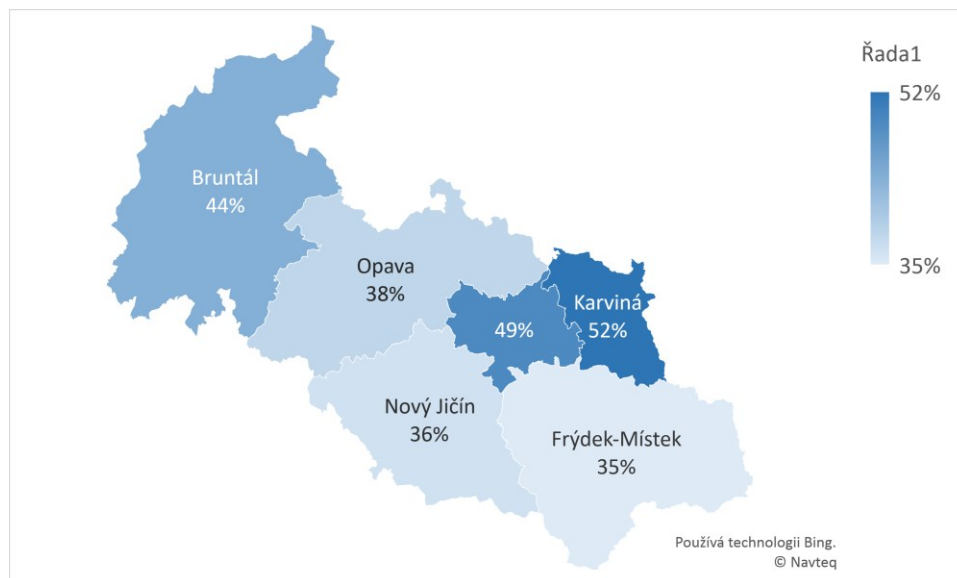 Řada1
52%
35%
Bruntál
44%
Opava
38%
Karviná
52%
49%
Nový Jičín
36%
Frýdek-Místek
35%
Používá technologii Bing.
© Navteq